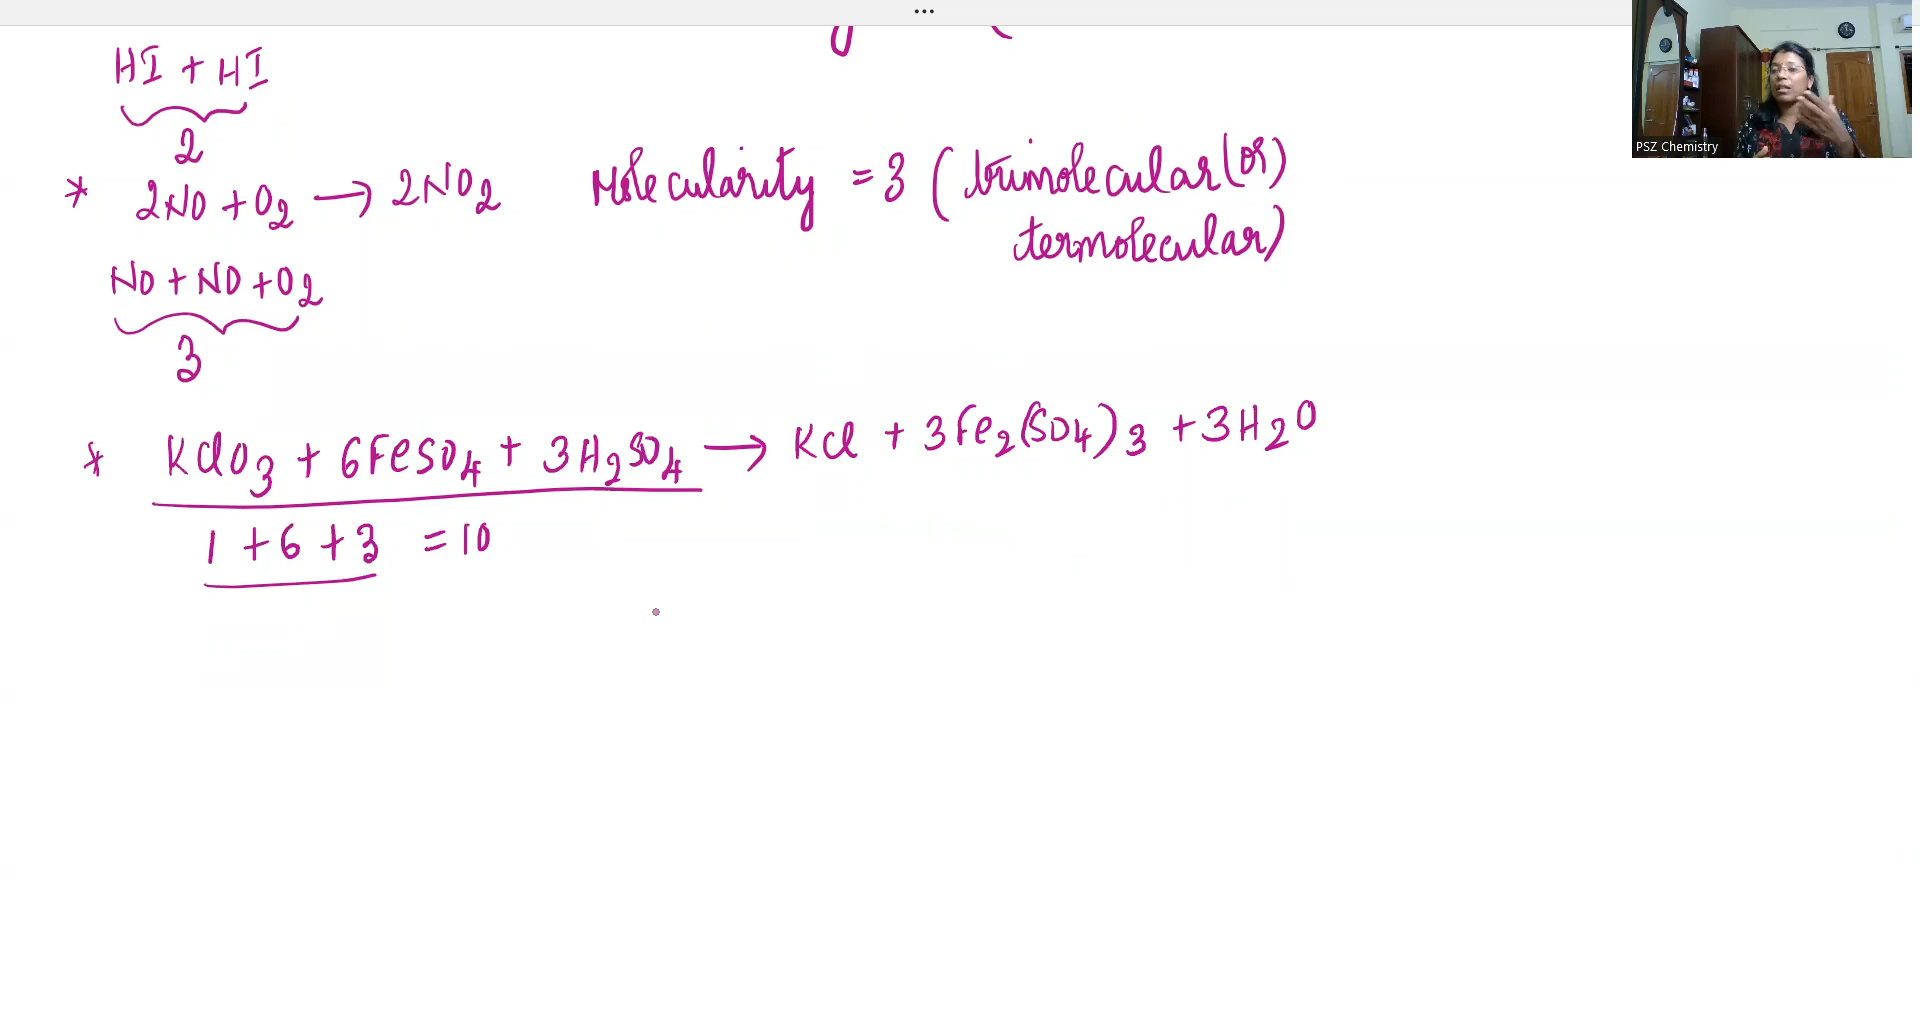 HI + HI
2
* 2NO + O2 → 2NO2 Molecularity = 3 (trimolecular (or)
termolecular)
NO + NO + O2
3
* KClO3 + 6FeSO4 + 3H2SO4 → KCl + 3Fe2(SO4)3 + 3H2O
1 + 6 + 3 = 10
PSZ Chemistry